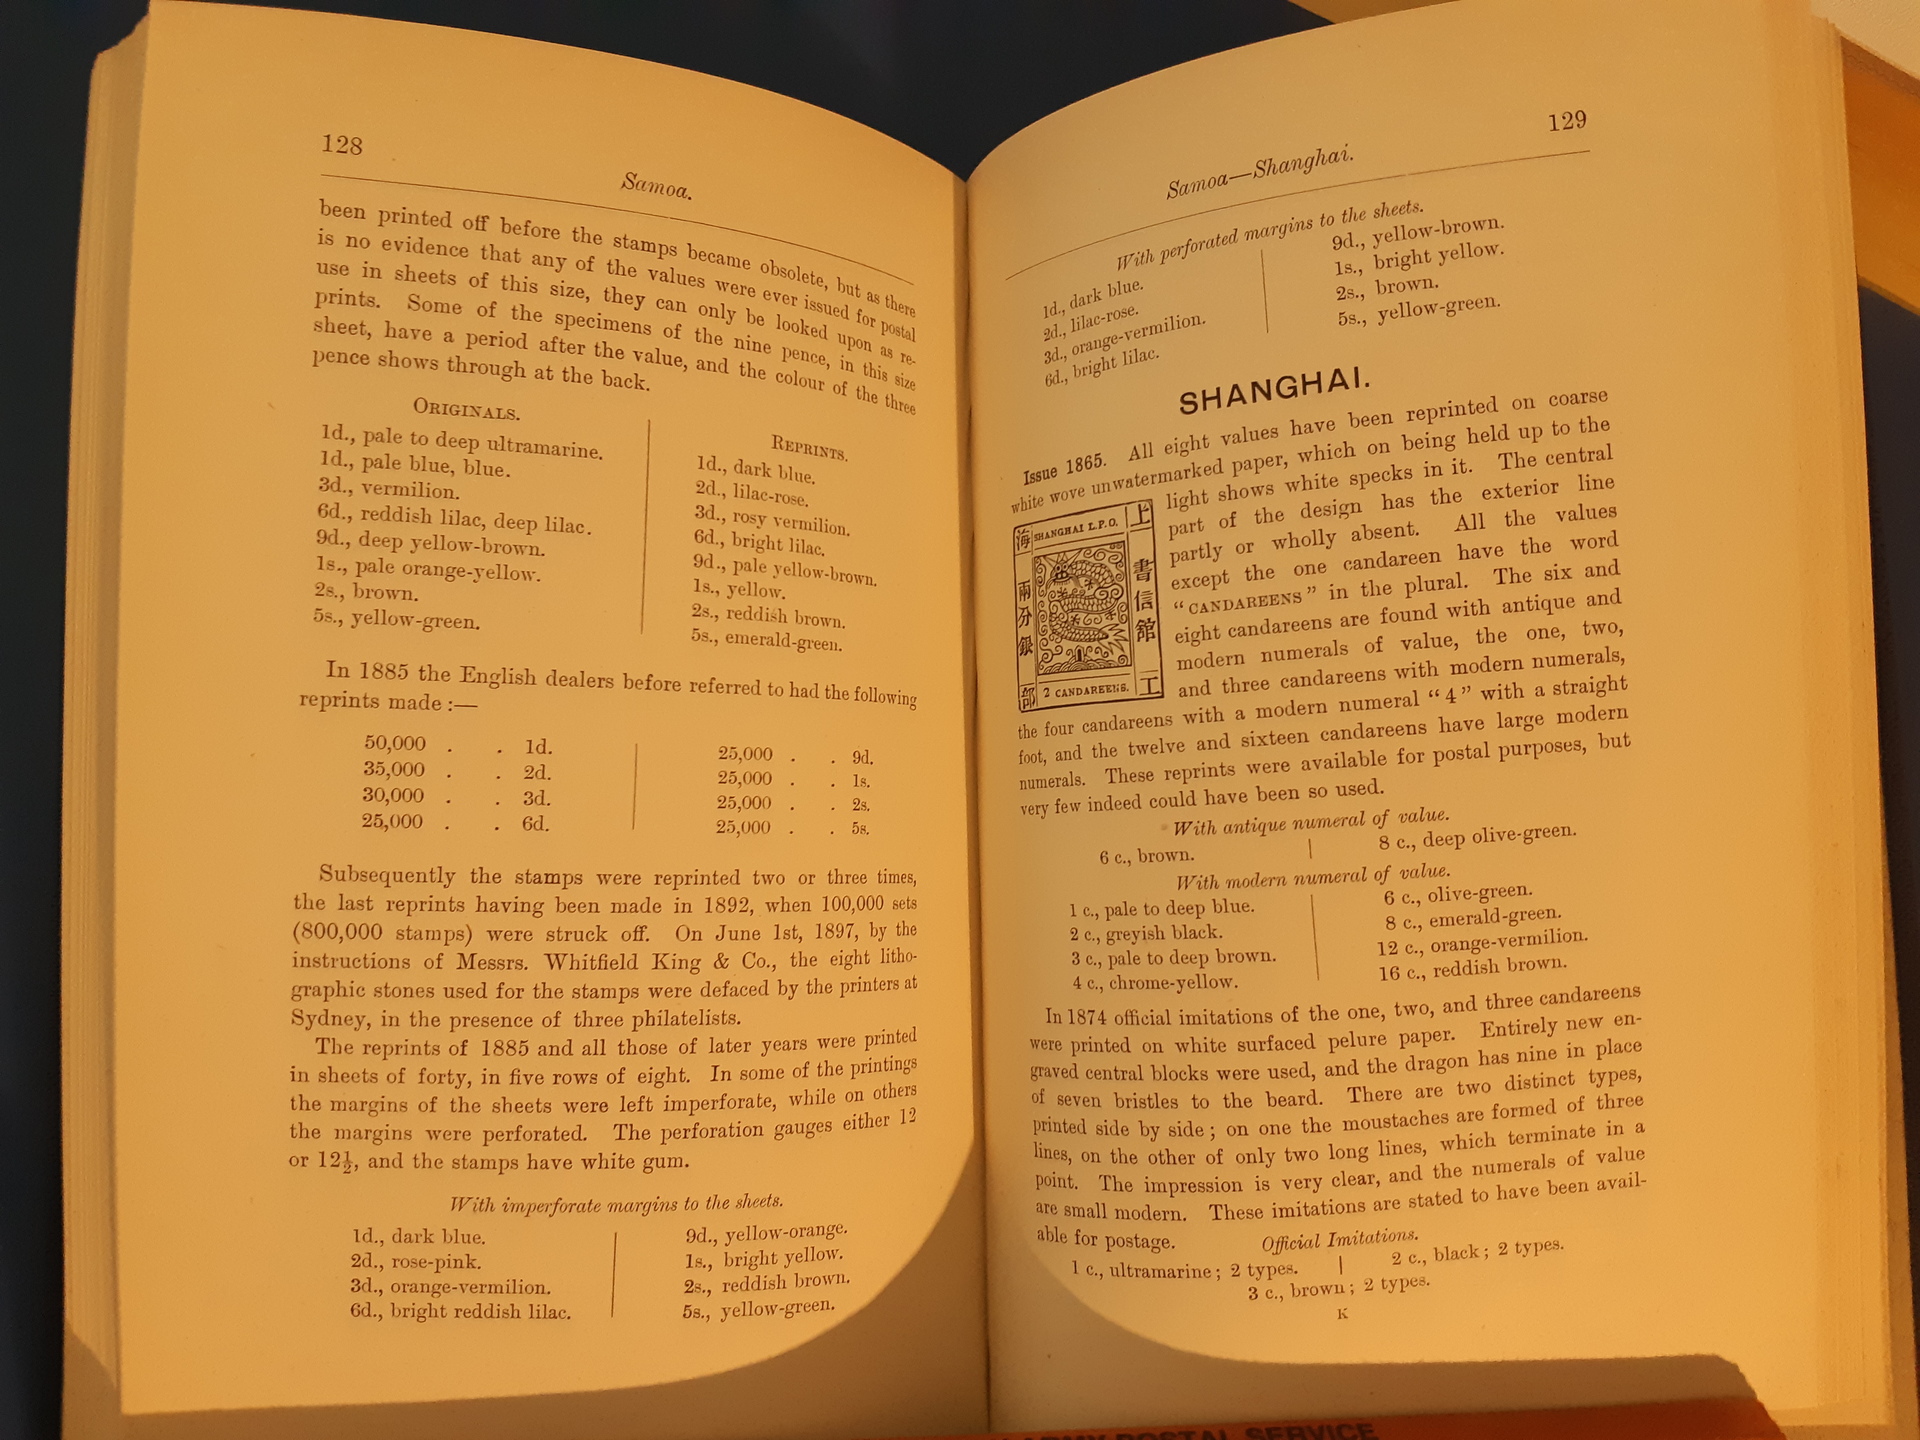 128
Samoa.
been printed off before the stamps became obsolete, but as there
is no evidence that any of the values were ever issued for postal
use in sheets of this size, they can only be looked upon as re-
prints. Some of the specimens of the nine pence, in this size
sheet, have a period after the value, and the colour of the three
pence shows through at the back.
ORIGINALS.
1d., pale to deep ultramarine.
1d., pale blue, blue.
3d., vermilion.
6d., reddish lilac, deep lilac.
9d., deep yellow-brown.
1s., pale orange-yellow.
2s., brown.
5s., yellow-green.
REPRINTS.
1d., dark blue.
2d., lilac-rose.
3d., rosy vermilion.
6d., bright lilac.
9d., pale yellow-brown.
1s., yellow.
2s., reddish brown.
5s., emerald-green.
In 1885 the English dealers before referred to had the following
reprints made :—
50,000 . . 1d.
35,000 . . 2d.
30,000 . . 3d.
25,000 . . 6d.
25,000 . . 9d.
25,000 . . 1s.
25,000 . . 2s.
25,000 . . 5s.
Subsequently the stamps were reprinted two or three times,
the last reprints having been made in 1892, when 100,000 sets
(800,000 stamps) were struck off. On June 1st, 1897, by the
instructions of Messrs. Whitfield King & Co., the eight litho-
graphic stones used for the stamps were defaced by the printers at
Sydney, in the presence of three philatelists.
The reprints of 1885 and all those of later years were printed
in sheets of forty, in five rows of eight. In some of the printings
the margins of the sheets were left imperforate, while on others
the margins were perforated. The perforation gauges either 12
or 12½, and the stamps have white gum.
With imperforate margins to the sheets.
1d., dark blue.
2d., rose-pink.
3d., orange-vermilion.
6d., bright reddish lilac.
9d., yellow-orange.
1s., bright yellow.
2s., reddish brown.
5s., yellow-green.
129
Samoa—Shanghai.
With perforated margins to the sheets.
1d., dark blue.
2d., lilac-rose.
3d., orange-vermilion.
6d., bright lilac.
9d., yellow-brown.
1s., bright yellow.
2s., brown.
5s., yellow-green.
SHANGHAI.
Issue 1865. All eight values have been reprinted on coarse
white wove unwatermarked paper, which on being held up to the
light shows white specks in it. The central
part of the design has the exterior line
partly or wholly absent. All the values
except the one candareen have the word
"CANDAREENS" in the plural. The six and
eight candareens are found with antique and
modern numerals of value, the one, two,
and three candareens with modern numerals,
the four candareens with a modern numeral "4" with a straight
foot, and the twelve and sixteen candareens have large modern
numerals. These reprints were available for postal purposes, but
very few indeed could have been so used.
SHANGHAI L.P.O.
上
海
書信館
兩分銀
工
部
2 CANDAREENS.
With antique numeral of value.
6 c., brown.
8 c., deep olive-green.
With modern numeral of value.
1 c., pale to deep blue.
2 c., greyish black.
3 c., pale to deep brown.
4 c., chrome-yellow.
6 c., olive-green.
8 c., emerald-green.
12 c., orange-vermilion.
16 c., reddish brown.
In 1874 official imitations of the one, two, and three candareens
were printed on white surfaced pelure paper. Entirely new en-
graved central blocks were used, and the dragon has nine in place
of seven bristles to the beard. There are two distinct types,
printed side by side; on one the moustaches are formed of three
lines, on the other of only two long lines, which terminate in a
point. The impression is very clear, and the numerals of value
are small modern. These imitations are stated to have been avail-
able for postage.
Official Imitations.
1 c., ultramarine; 2 types.
2 c., black; 2 types.
3 c., brown; 2 types.
K
ARMY POSTAL SERVICE